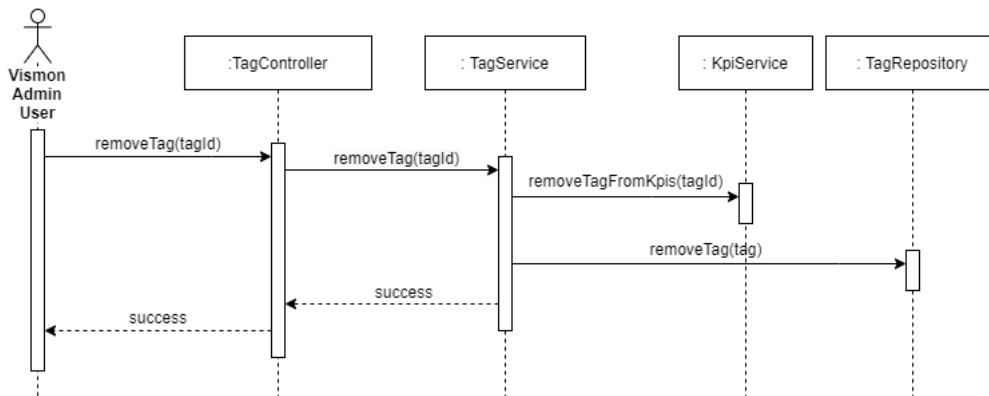 :TagController
: TagService
: KpiService
: TagRepository
Vismon
Admin
User
removeTag(tagId)
removeTag(tagId)
removeTagFromKpis(tagId)
removeTag(tag)
success
success